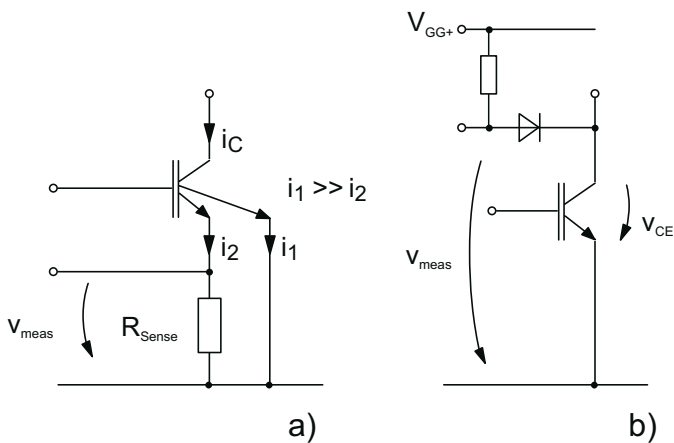 V_GG+
i_C
i_1 >> i_2
i_2
i_1
v_CE
v_meas
v_meas
R_Sense
a)
b)